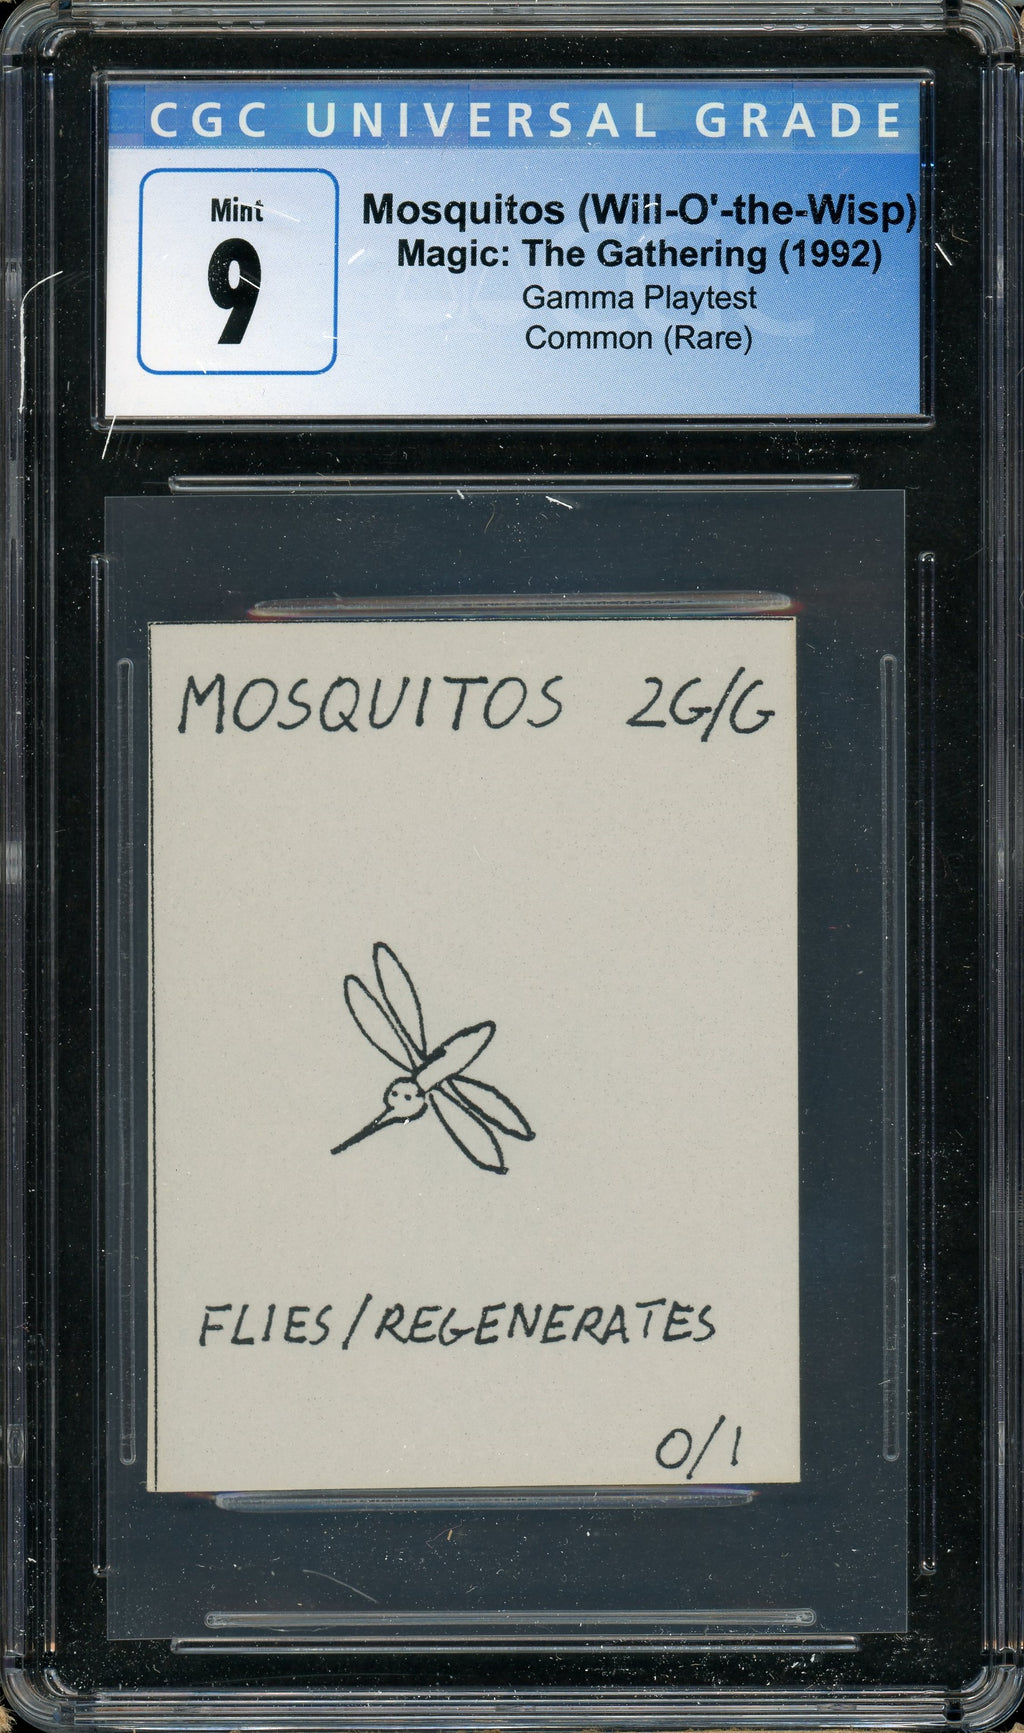 CGC UNIVERSAL GRADE
Mint
9
Mosquitos (Will-O'-the-Wisp)
Magic: The Gathering (1992)
Gamma Playtest
Common (Rare)
MOSQUITOS 2G/G
FLIES/REGENERATES
0/1